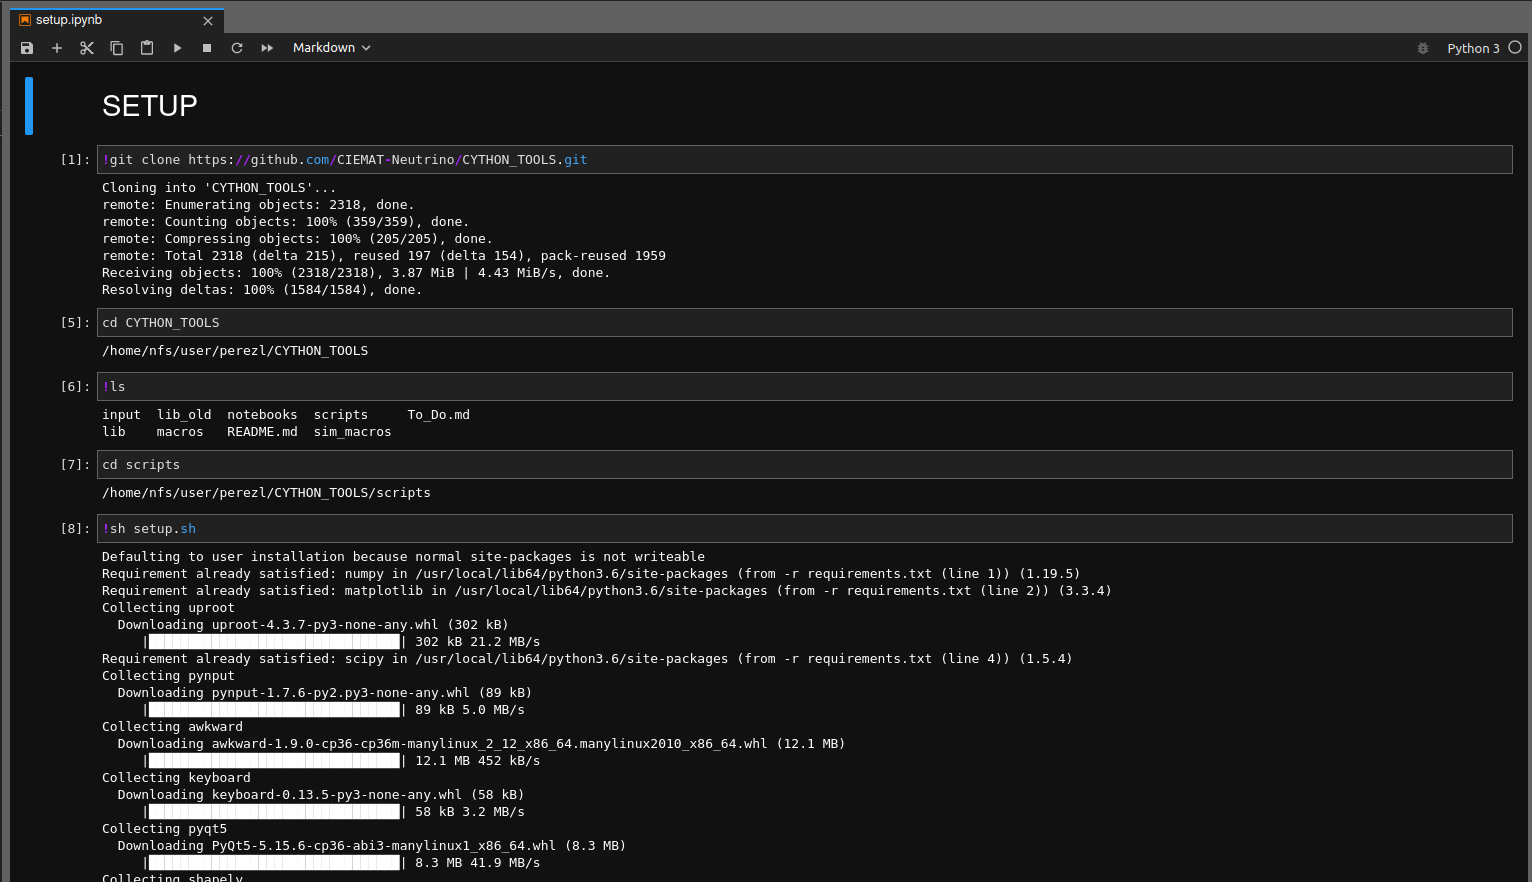 setup.ipynb
Markdown
Python 3
SETUP
[1]: !git clone https://github.com/CIEMAT-Neutrino/CYTHON_TOOLS.git
Cloning into 'CYTHON_TOOLS'...
remote: Enumerating objects: 2318, done.
remote: Counting objects: 100% (359/359), done.
remote: Compressing objects: 100% (205/205), done.
remote: Total 2318 (delta 215), reused 197 (delta 154), pack-reused 1959
Receiving objects: 100% (2318/2318), 3.87 MiB | 4.43 MiB/s, done.
Resolving deltas: 100% (1584/1584), done.
[5]: cd CYTHON_TOOLS
/home/nfs/user/perezl/CYTHON_TOOLS
[6]: !ls
input  lib_old  notebooks  scripts     To_Do.md
lib    macros   README.md  sim_macros
[7]: cd scripts
/home/nfs/user/perezl/CYTHON_TOOLS/scripts
[8]: !sh setup.sh
Defaulting to user installation because normal site-packages is not writeable
Requirement already satisfied: numpy in /usr/local/lib64/python3.6/site-packages (from -r requirements.txt (line 1)) (1.19.5)
Requirement already satisfied: matplotlib in /usr/local/lib64/python3.6/site-packages (from -r requirements.txt (line 2)) (3.3.4)
Collecting uproot
Downloading uproot-4.3.7-py3-none-any.whl (302 kB)
|████████████████████████████████| 302 kB 21.2 MB/s
Requirement already satisfied: scipy in /usr/local/lib64/python3.6/site-packages (from -r requirements.txt (line 4)) (1.5.4)
Collecting pynput
Downloading pynput-1.7.6-py2.py3-none-any.whl (89 kB)
|████████████████████████████████| 89 kB 5.0 MB/s
Collecting awkward
Downloading awkward-1.9.0-cp36-cp36m-manylinux_2_12_x86_64.manylinux2010_x86_64.whl (12.1 MB)
|████████████████████████████████| 12.1 MB 452 kB/s
Collecting keyboard
Downloading keyboard-0.13.5-py3-none-any.whl (58 kB)
|████████████████████████████████| 58 kB 3.2 MB/s
Collecting pyqt5
Downloading PyQt5-5.15.6-cp36-abi3-manylinux1_x86_64.whl (8.3 MB)
|████████████████████████████████| 8.3 MB 41.9 MB/s
Collecting shapely